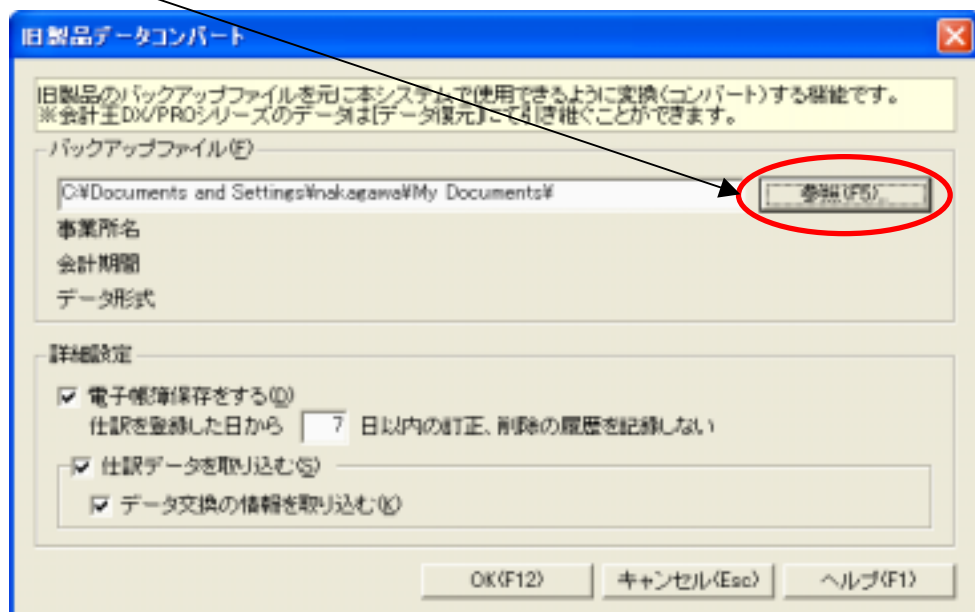 旧製品データコンバート
旧製品のバックアップファイルを元に本システムで使用できるように変換(コンバート)する機能です。
※会計王DX/PROシリーズのデータは[データ復元]にて引き継ぐことができます。
バックアップファイル(F)
C:¥Documents and Settings¥nakagawa¥My Documents¥
参照(F5)...
事業所名
会計期間
データ形式
詳細設定
電子帳簿保存をする(D)
仕訳を登録した日から 7 日以内の訂正、削除の履歴を記録しない
仕訳データを取り込む(S)
データ交換の情報を取り込む(K)
OK(F12) キャンセル(Esc) ヘルプ(F1)